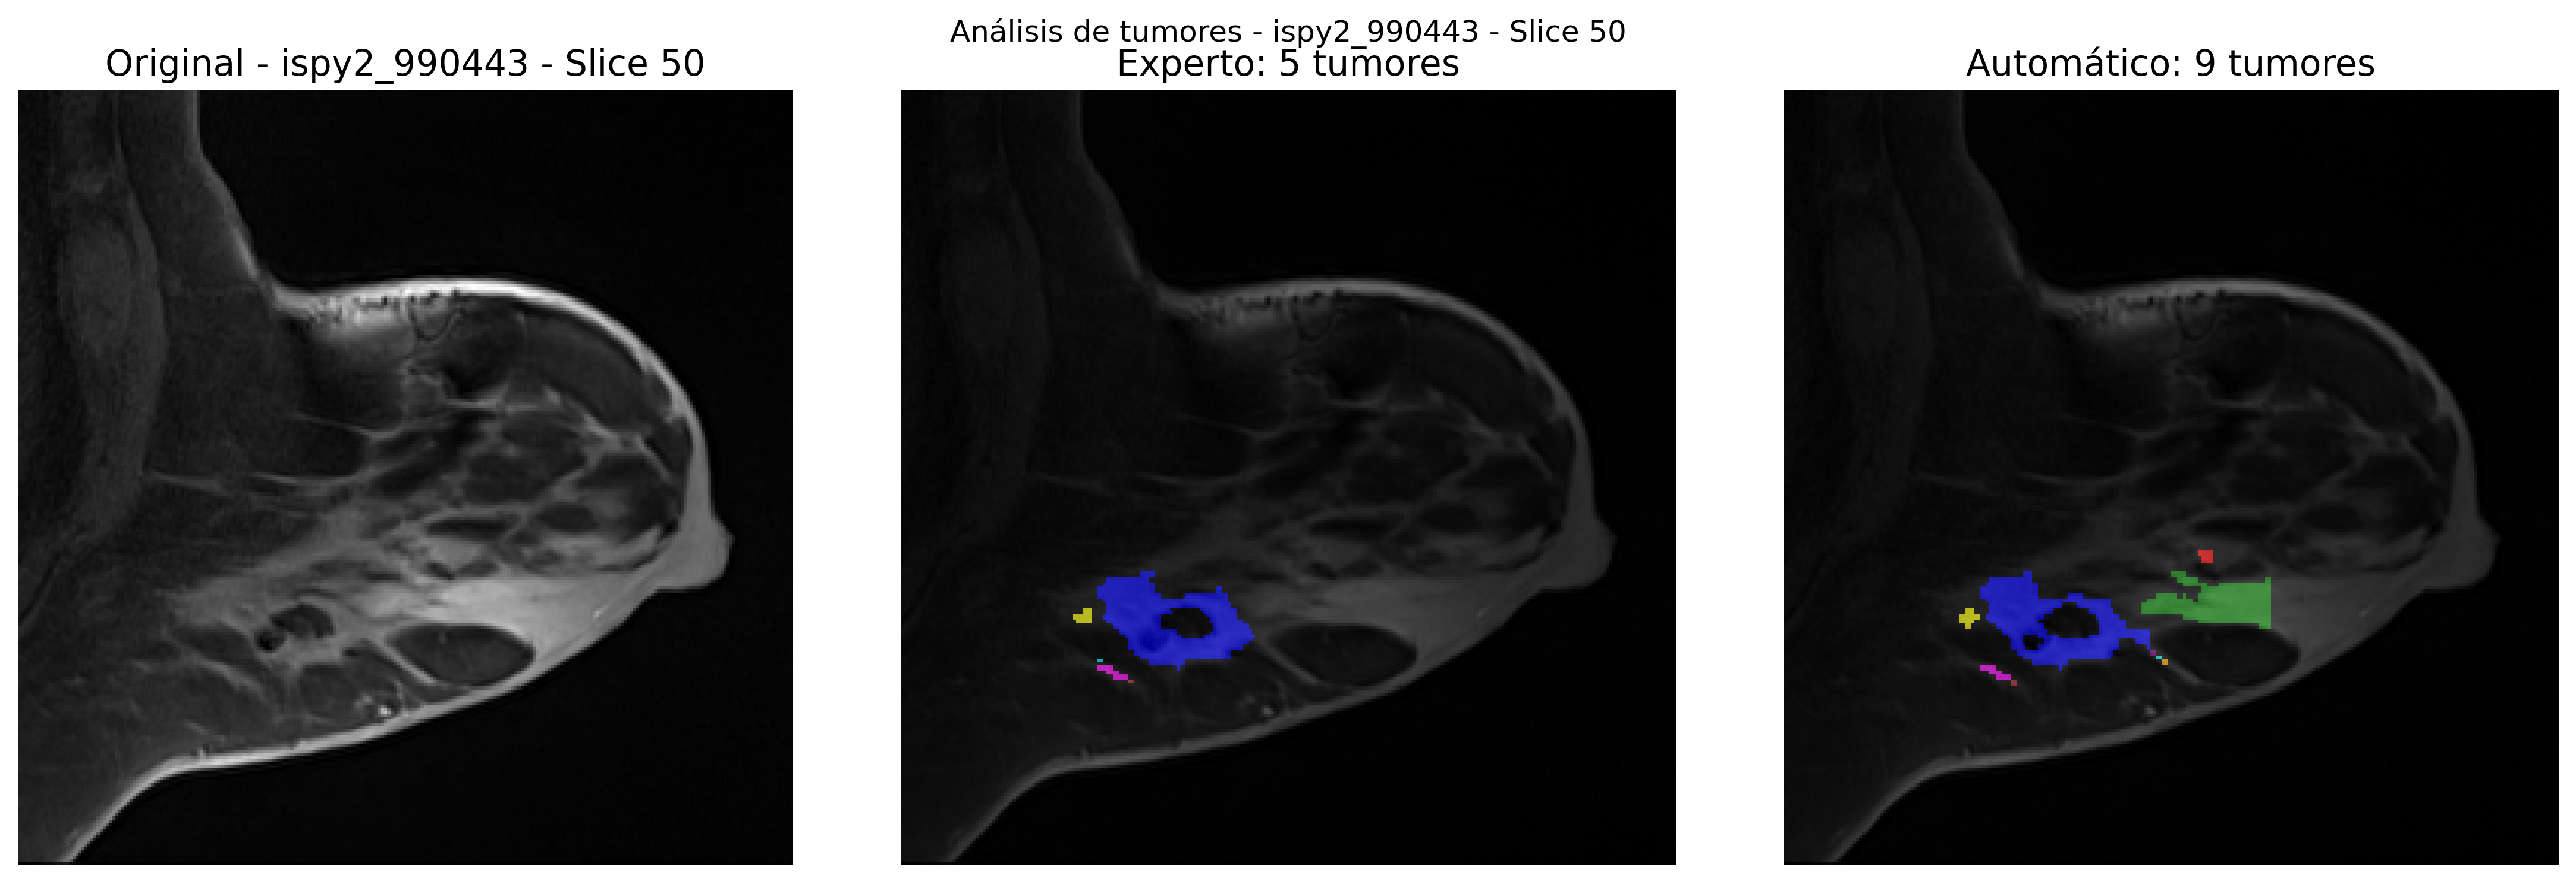 Análisis de tumores - ispy2_990443 - Slice 50
Original - ispy2_990443 - Slice 50
Experto: 5 tumores
Automático: 9 tumores